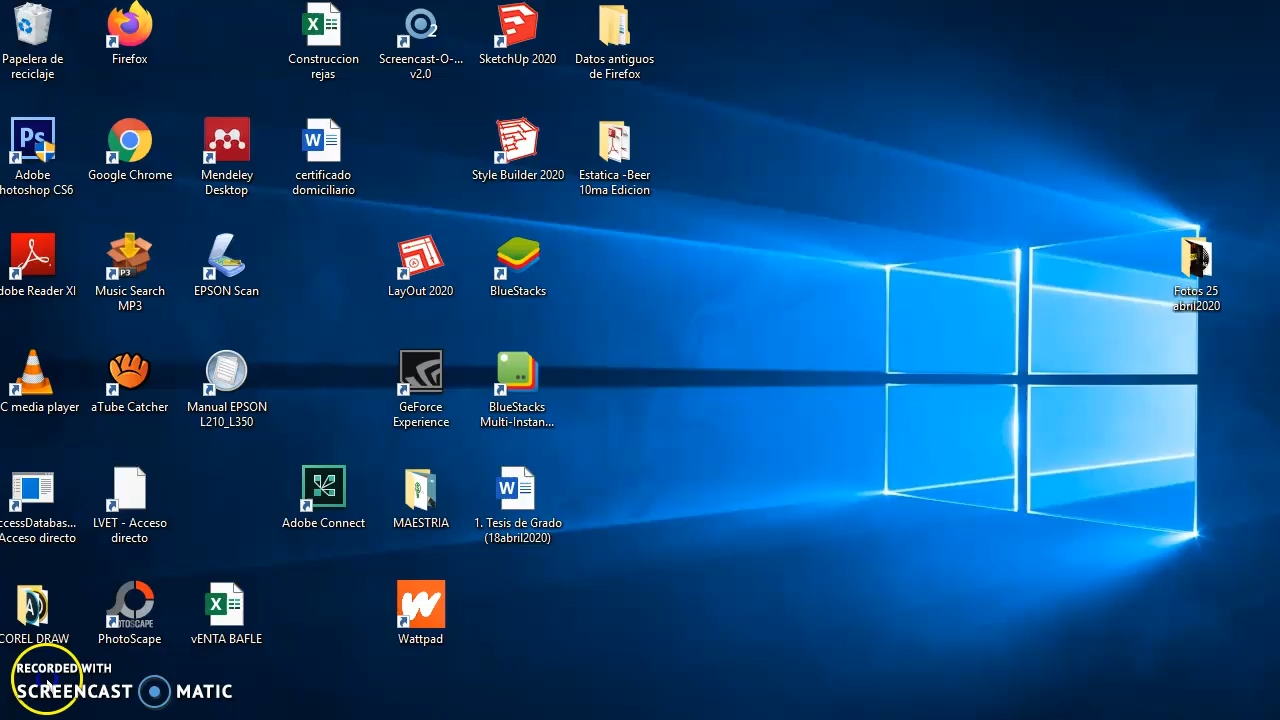 Papelera de
reciclaje
Firefox
Construccion
rejas
Screencast-O-...
v2.0
2
SketchUp 2020
Datos antiguos
de Firefox
Ps
Adobe
hotoshop CS6
Google Chrome
Mendeley
Desktop
certificado
domiciliario
Style Builder 2020
Estatica -Beer
10ma Edicion
dobe Reader XI
P3
Music Search
MP3
EPSON Scan
LayOut 2020
BlueStacks
Fotos 25
abril2020
C media player
aTube Catcher
Manual EPSON
L210_L350
GeForce
Experience
BlueStacks
Multi-Instan...
ccessDatabas...
Acceso directo
LVET - Acceso
directo
Adobe Connect
MAESTRIA
1. Tesis de Grado
(18abril2020)
COREL DRAW
PHOTOSCAPE
PhotoScape
vENTA BAFLE
Wattpad
RECORDED WITH
SCREENCAST MATIC